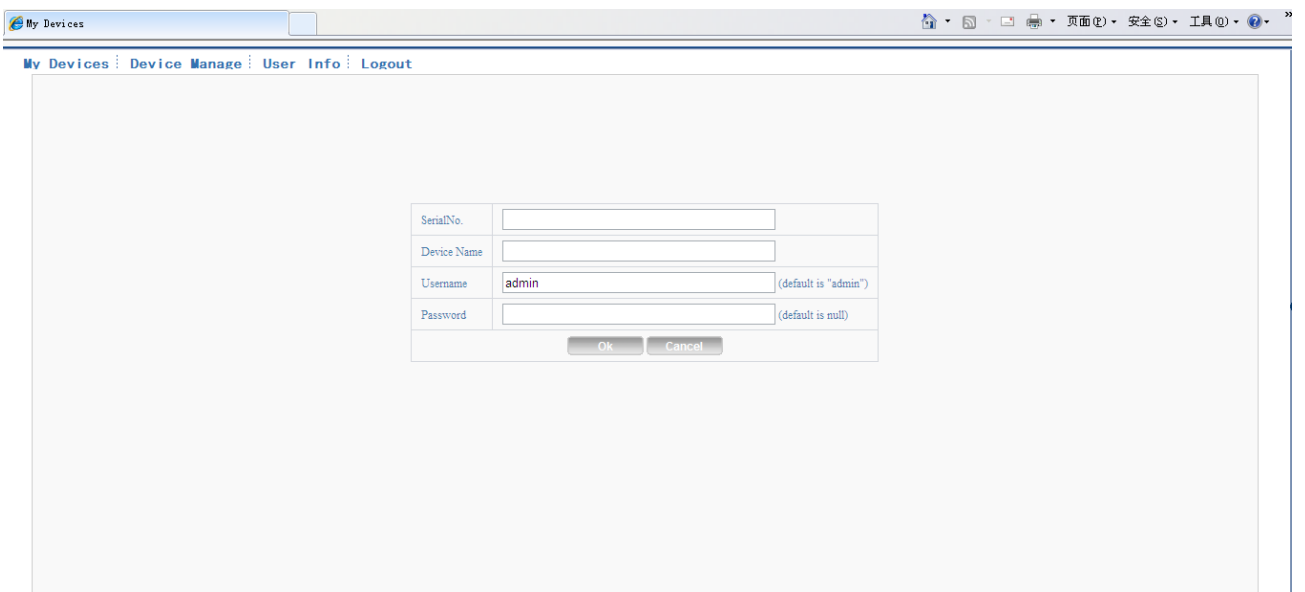 My Devices
页面(P) 安全(S) 工具(O)
My Devices Device Manage User Info Logout
SerialNo.
Device Name
Username admin (default is "admin")
Password (default is null)
Ok Cancel